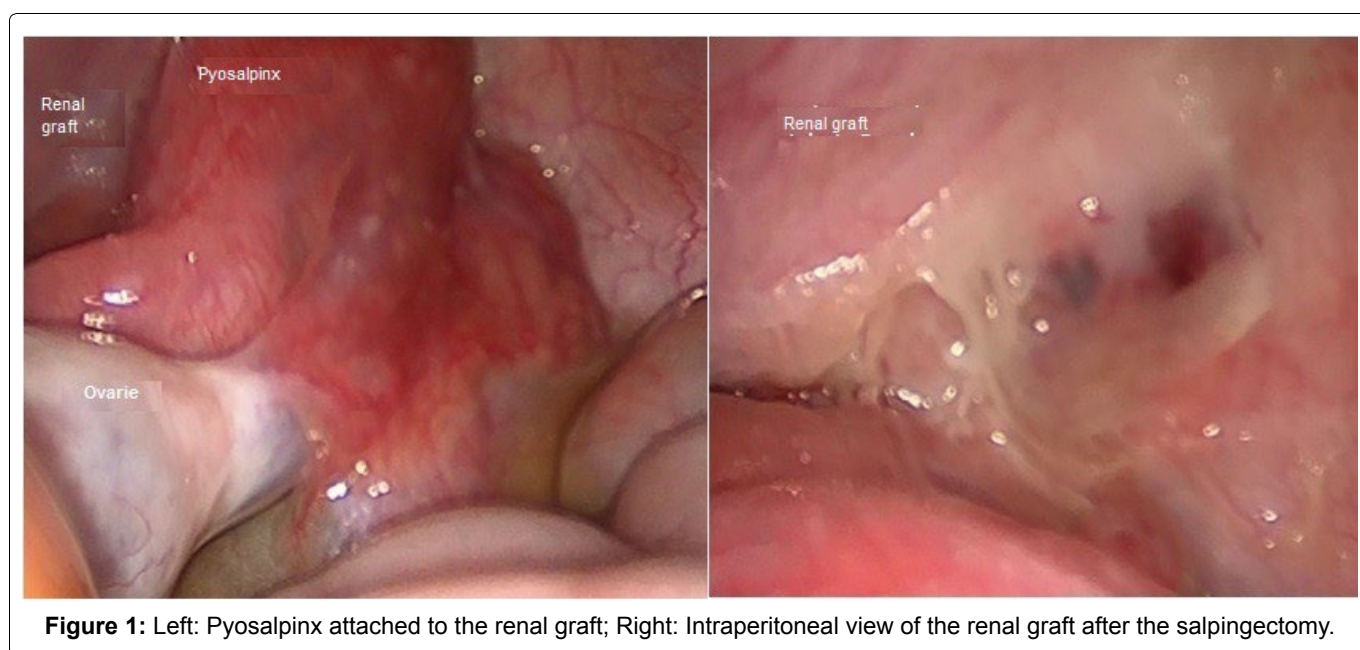 Pyosalpinx
Renal
graft
Ovarie
Renal graft
Figure 1: Left: Pyosalpinx attached to the renal graft; Right: Intraperitoneal view of the renal graft after the salpingectomy.